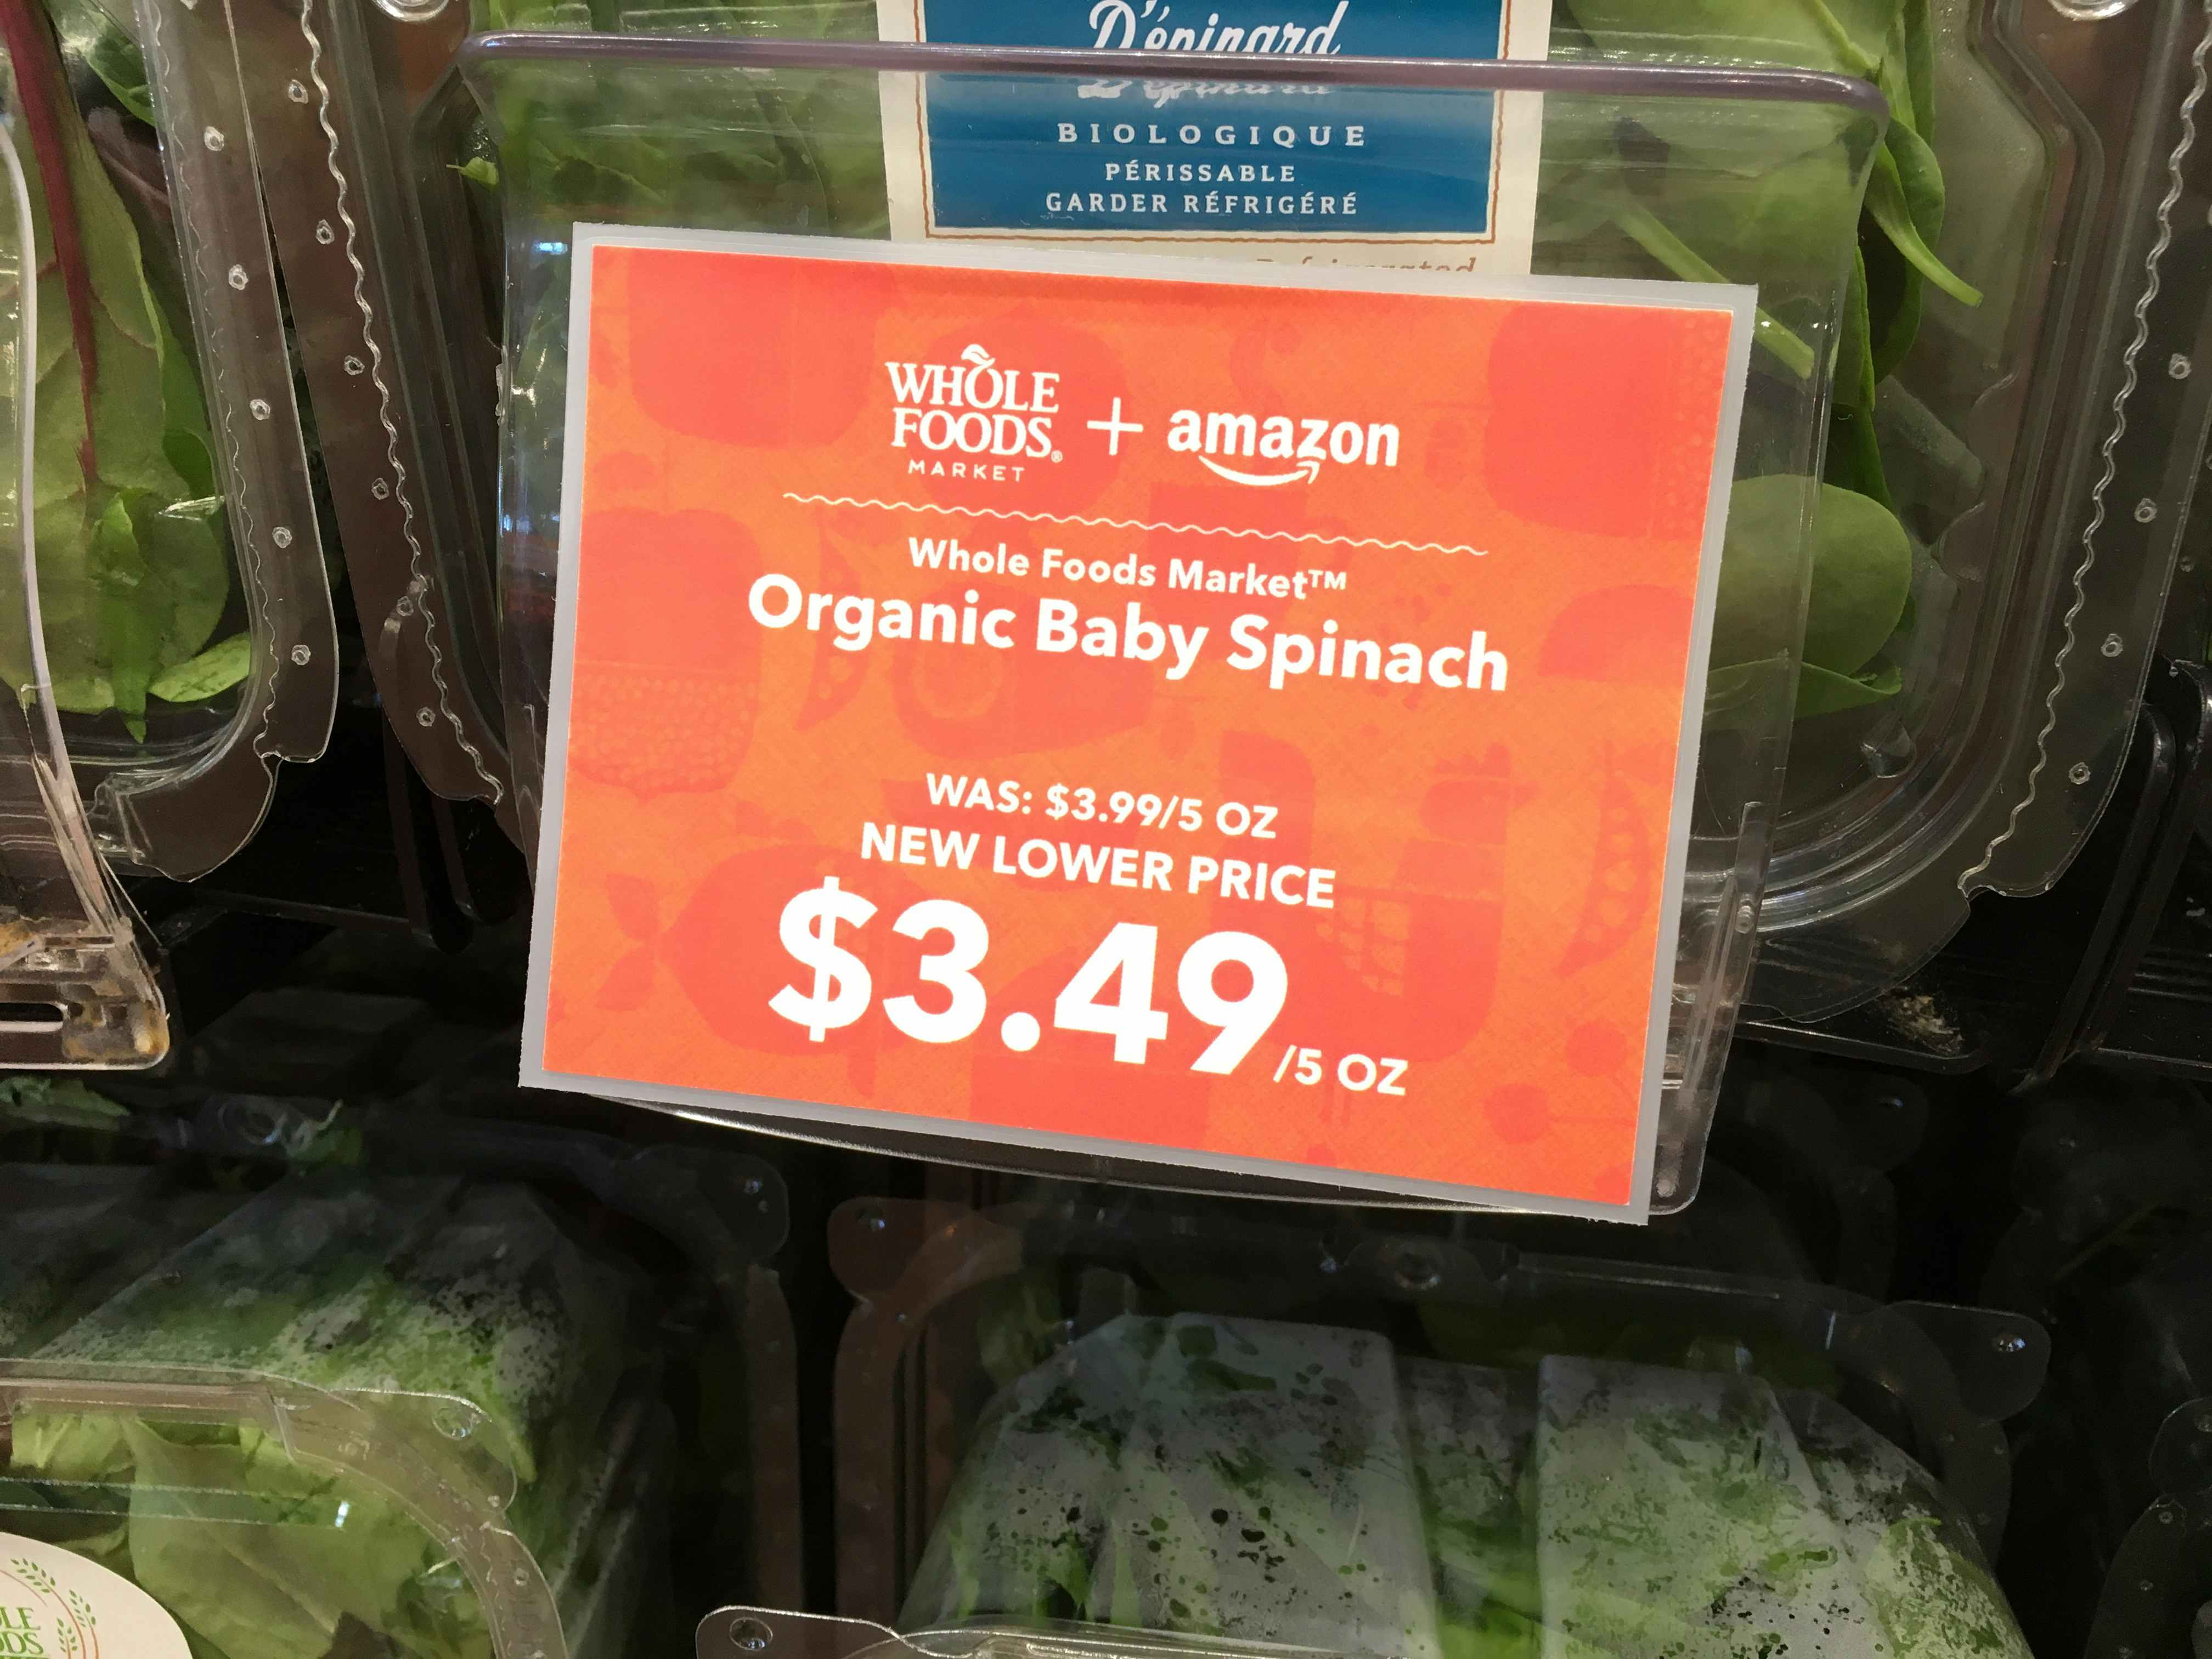 D'épinard
BIOLOGIQUE
PÉRISSABLE
GARDER RÉFRIGÉRÉ
Refrigerated
WHOLE
FOODS®
MARKET
+ amazon
Whole Foods Market™
Organic Baby Spinach
WAS: $3.99/5 OZ
NEW LOWER PRICE
$3.49/5 OZ